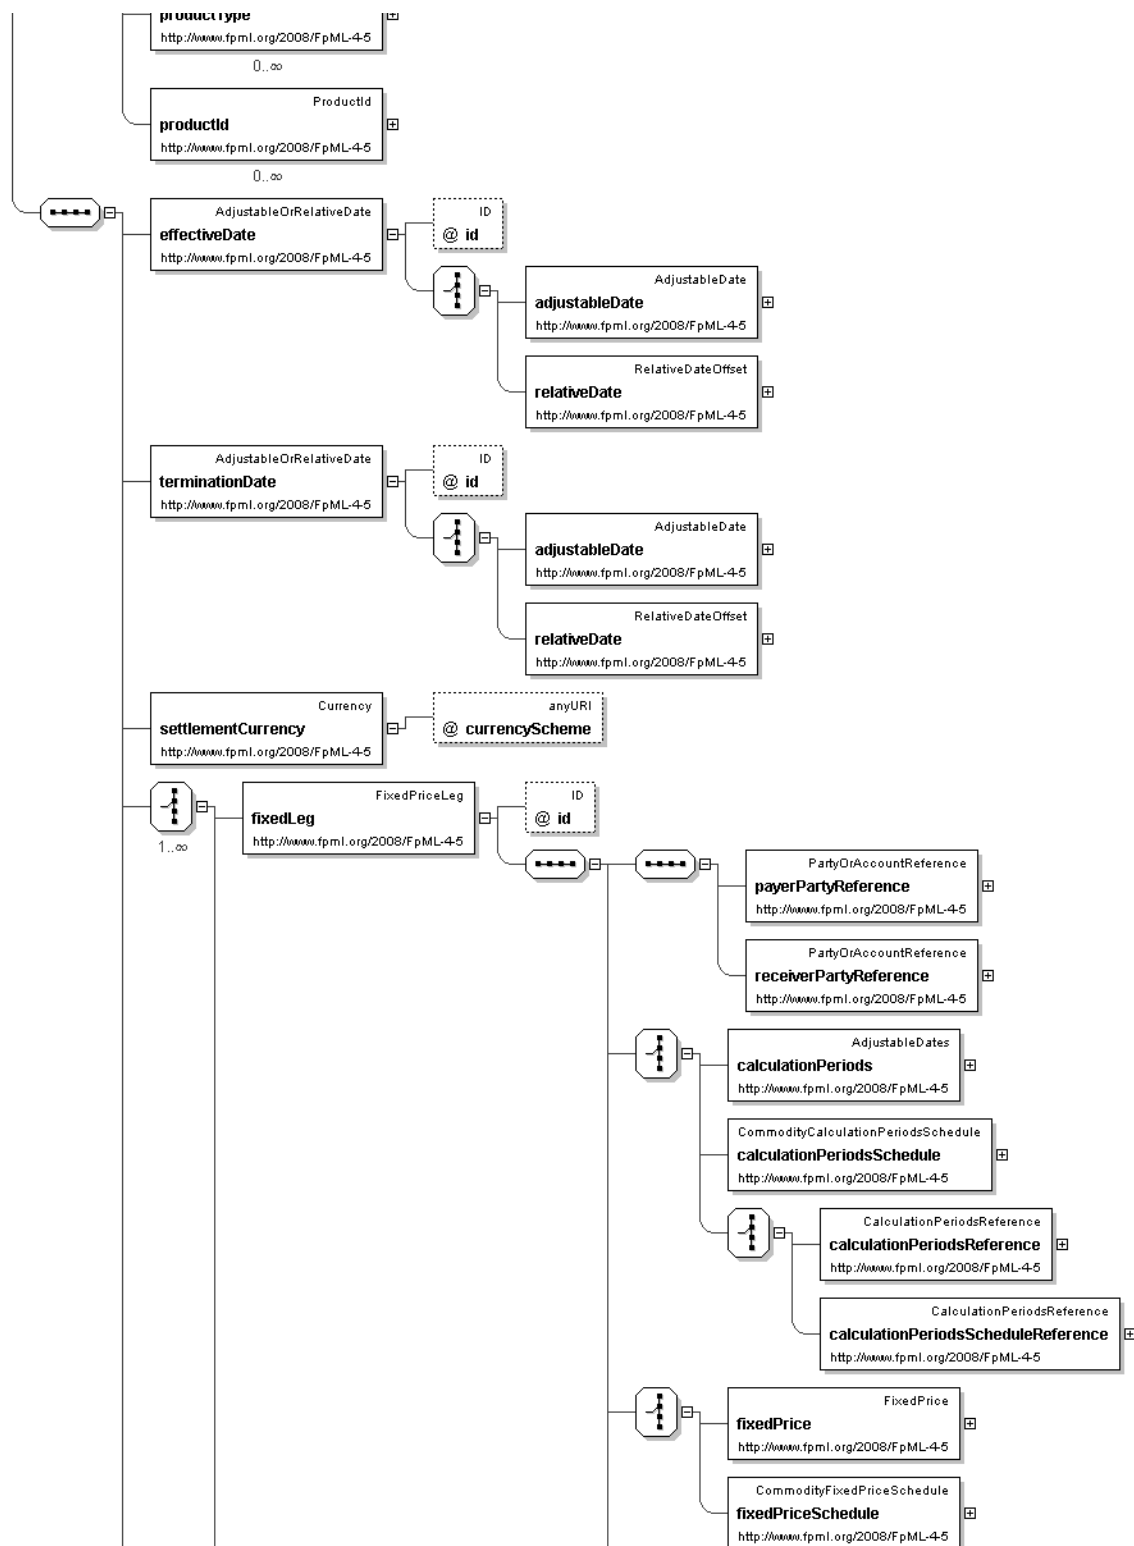 productType
http://www.fpml.org/2008/FpML-4-5
0..∞
ProductId
productId
http://www.fpml.org/2008/FpML-4-5
0..∞
AdjustableOrRelativeDate
effectiveDate
http://www.fpml.org/2008/FpML-4-5
ID
@ id
AdjustableDate
adjustableDate
http://www.fpml.org/2008/FpML-4-5
RelativeDateOffset
relativeDate
http://www.fpml.org/2008/FpML-4-5
AdjustableOrRelativeDate
terminationDate
http://www.fpml.org/2008/FpML-4-5
ID
@ id
AdjustableDate
adjustableDate
http://www.fpml.org/2008/FpML-4-5
RelativeDateOffset
relativeDate
http://www.fpml.org/2008/FpML-4-5
Currency
settlementCurrency
http://www.fpml.org/2008/FpML-4-5
anyURI
@ currencyScheme
1..∞
FixedPriceLeg
fixedLeg
http://www.fpml.org/2008/FpML-4-5
ID
@ id
PartyOrAccountReference
payerPartyReference
http://www.fpml.org/2008/FpML-4-5
PartyOrAccountReference
receiverPartyReference
http://www.fpml.org/2008/FpML-4-5
AdjustableDates
calculationPeriods
http://www.fpml.org/2008/FpML-4-5
CommodityCalculationPeriodsSchedule
calculationPeriodsSchedule
http://www.fpml.org/2008/FpML-4-5
CalculationPeriodsReference
calculationPeriodsReference
http://www.fpml.org/2008/FpML-4-5
CalculationPeriodsReference
calculationPeriodsScheduleReference
http://www.fpml.org/2008/FpML-4-5
FixedPrice
fixedPrice
http://www.fpml.org/2008/FpML-4-5
CommodityFixedPriceSchedule
fixedPriceSchedule
http://www.fpml.org/2008/FpML-4-5